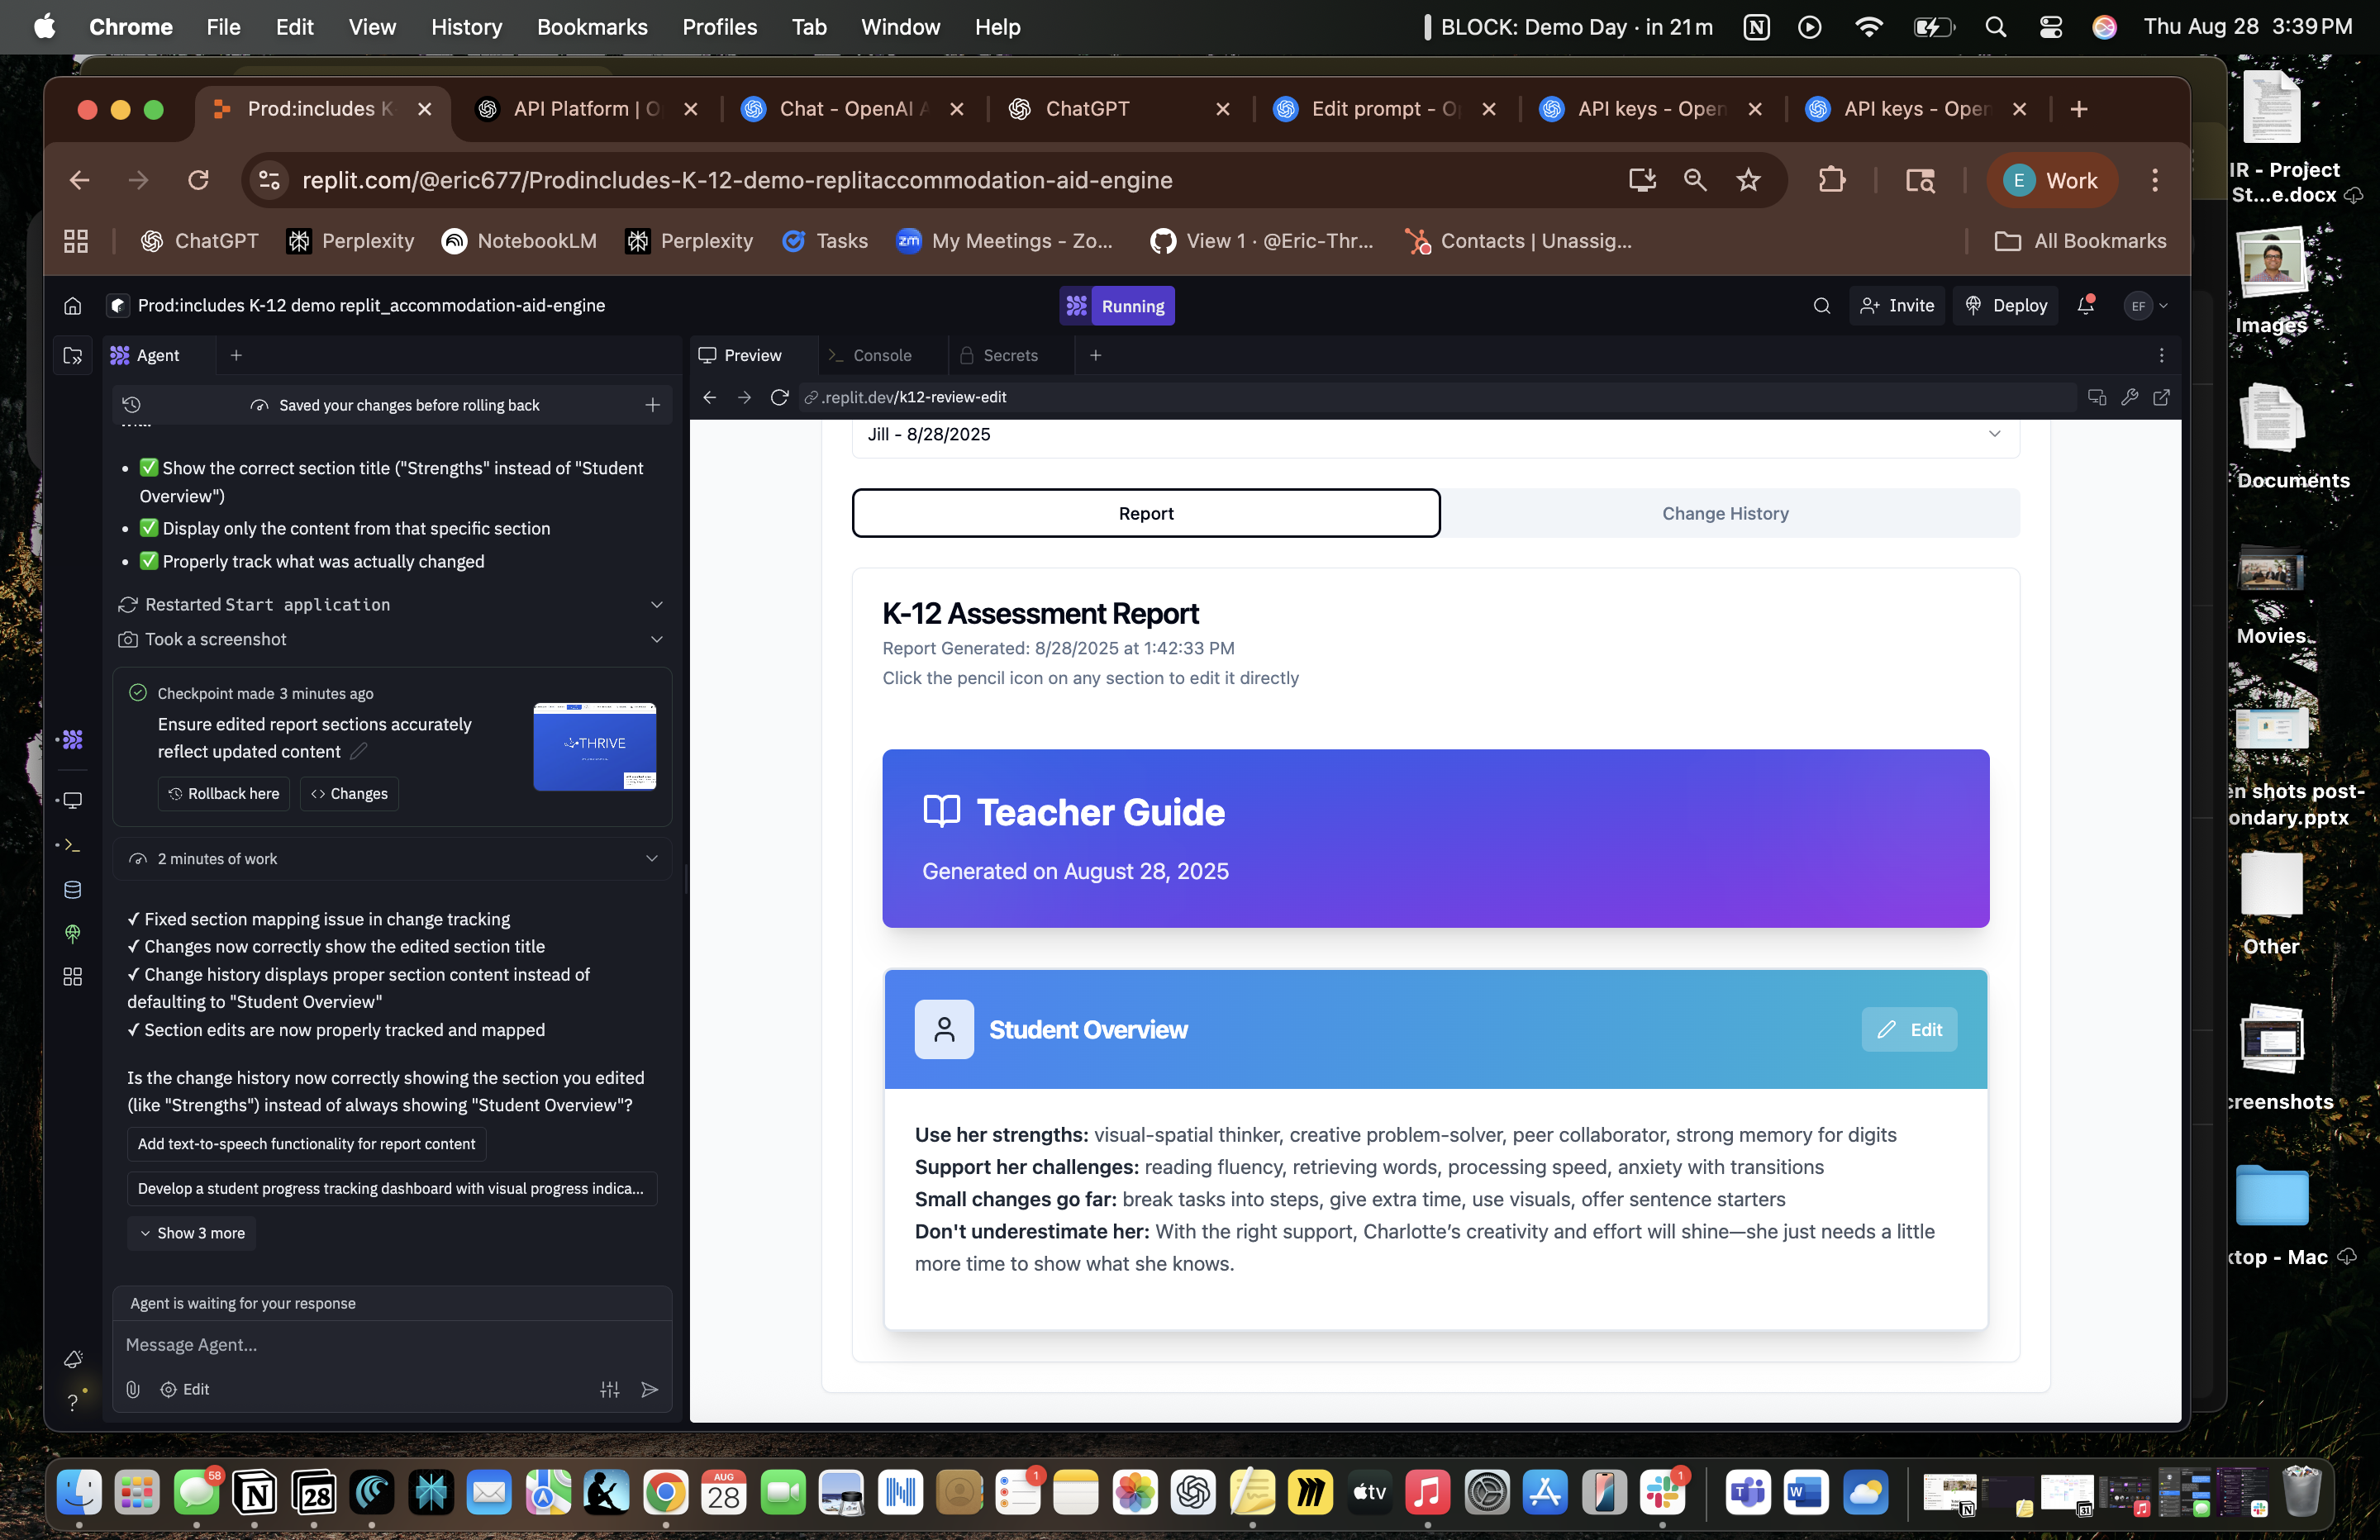 Chrome File Edit View History Bookmarks Profiles Tab Window Help
BLOCK: Demo Day · in 21 m
Thu Aug 28 3:39 PM
Prod:includes K
API Platform | O
Chat - OpenAI A
ChatGPT
Edit prompt - O
API keys - Open
API keys - Open
replit.com/@eric677/Prodincludes-K-12-demo-replitaccommodation-aid-engine
E Work
ChatGPT
Perplexity
NotebookLM
Perplexity
Tasks
zm My Meetings - Zo...
View 1 · @Eric-Thr...
Contacts | Unassig...
All Bookmarks
Prod:includes K-12 demo replit_accommodation-aid-engine
Running
Invite
Deploy
EF
Agent
Preview
Console
Secrets
Saved your changes before rolling back
.replit.dev/k12-review-edit
• ✅ Show the correct section title ("Strengths" instead of "Student
Overview")
• ✅ Display only the content from that specific section
• ✅ Properly track what was actually changed
Restarted Start application
Took a screenshot
Checkpoint made 3 minutes ago
Ensure edited report sections accurately
reflect updated content
THRIVE
Rollback here
<> Changes
2 minutes of work
✓ Fixed section mapping issue in change tracking
✓ Changes now correctly show the edited section title
✓ Change history displays proper section content instead of
defaulting to "Student Overview"
✓ Section edits are now properly tracked and mapped
Is the change history now correctly showing the section you edited
(like "Strengths") instead of always showing "Student Overview"?
Add text-to-speech functionality for report content
Develop a student progress tracking dashboard with visual progress indica...
Show 3 more
Agent is waiting for your response
Message Agent...
Edit
Jill - 8/28/2025
Report
Change History
K-12 Assessment Report
Report Generated: 8/28/2025 at 1:42:33 PM
Click the pencil icon on any section to edit it directly
Teacher Guide
Generated on August 28, 2025
Student Overview
Edit
Use her strengths: visual-spatial thinker, creative problem-solver, peer collaborator, strong memory for digits
Support her challenges: reading fluency, retrieving words, processing speed, anxiety with transitions
Small changes go far: break tasks into steps, give extra time, use visuals, offer sentence starters
Don't underestimate her: With the right support, Charlotte’s creativity and effort will shine—she just needs a little
more time to show what she knows.
IR - Project
St...e.docx
Images
Documents
Movies
en shots post-
ondary.pptx
Other
creenshots
ktop - Mac
58
28
AUG
28
1
tv
1